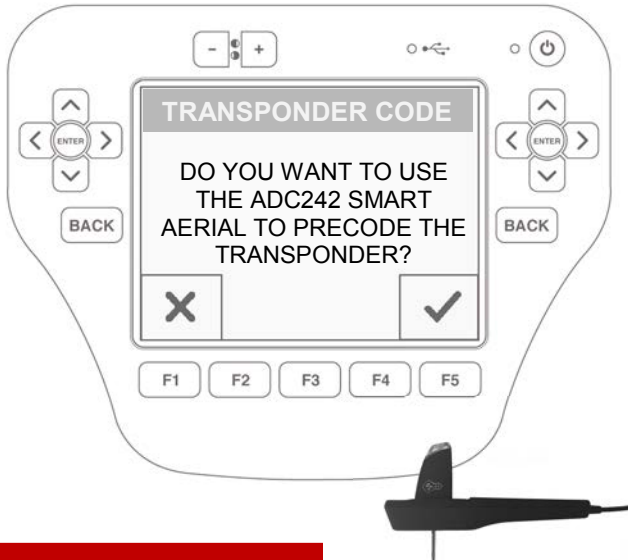 - +
TRANSPONDER CODE
ENTER
ENTER
DO YOU WANT TO USE
THE ADC242 SMART
AERIAL TO PRECODE THE
TRANSPONDER?
BACK
BACK
F1 F2 F3 F4 F5